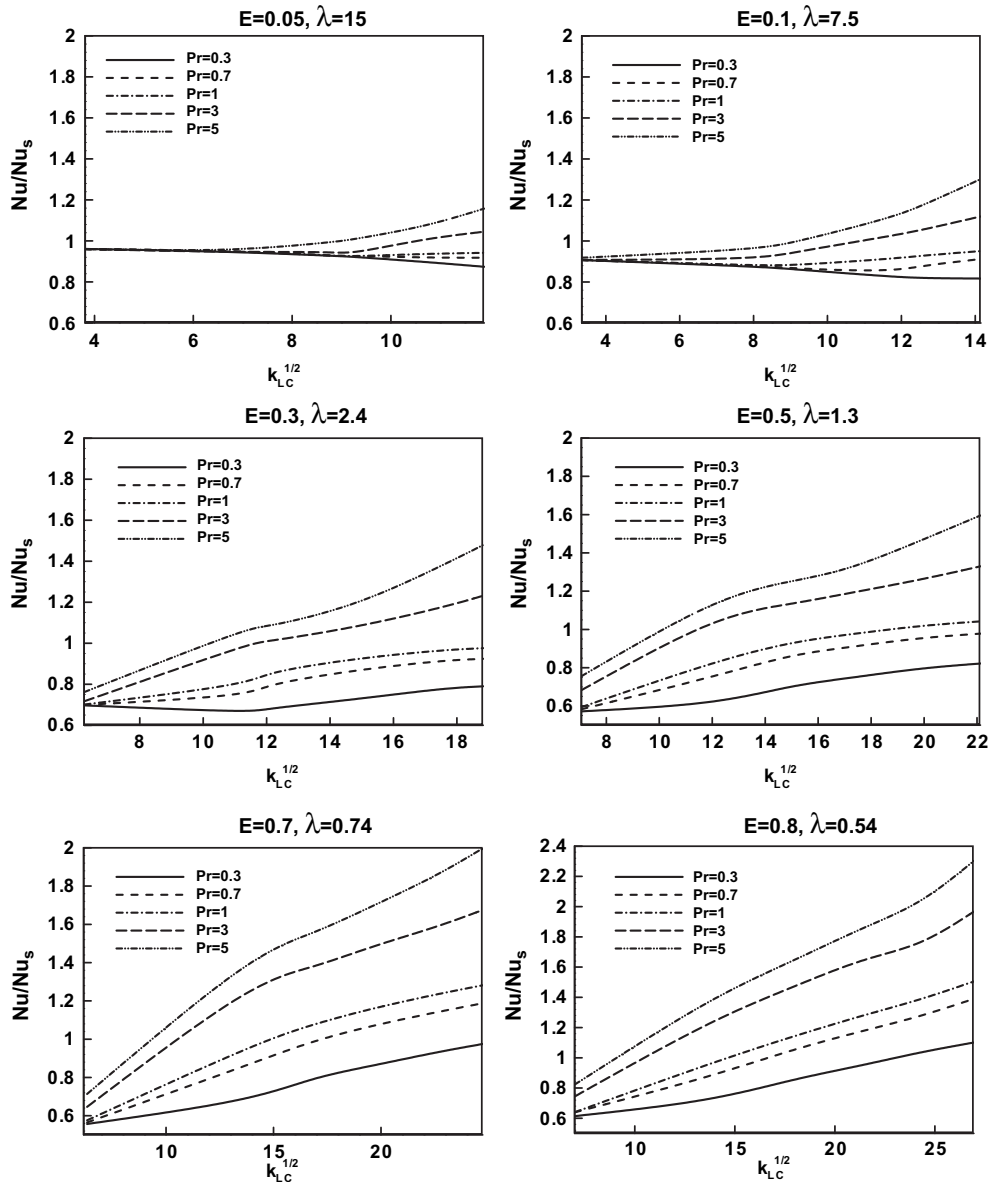 E=0.05, λ=15
2
1.8
1.6
1.4
1.2
1
0.8
0.6
Nu/Nus
Pr=0.3
Pr=0.7
Pr=1
Pr=3
Pr=5
4 6 8 10
kLC1/2
E=0.1, λ=7.5
2
1.8
1.6
1.4
1.2
1
0.8
0.6
Nu/Nus
Pr=0.3
Pr=0.7
Pr=1
Pr=3
Pr=5
4 6 8 10 12 14
kLC1/2
E=0.3, λ=2.4
2
1.8
1.6
1.4
1.2
1
0.8
0.6
Nu/Nus
Pr=0.3
Pr=0.7
Pr=1
Pr=3
Pr=5
8 10 12 14 16 18
kLC1/2
E=0.5, λ=1.3
2
1.8
1.6
1.4
1.2
1
0.8
0.6
Nu/Nus
Pr=0.3
Pr=0.7
Pr=1
Pr=3
Pr=5
8 10 12 14 16 18 20 22
kLC1/2
E=0.7, λ=0.74
2
1.8
1.6
1.4
1.2
1
0.8
0.6
Nu/Nus
Pr=0.3
Pr=0.7
Pr=1
Pr=3
Pr=5
10 15 20
kLC1/2
E=0.8, λ=0.54
2.4
2.2
2
1.8
1.6
1.4
1.2
1
0.8
0.6
Nu/Nus
Pr=0.3
Pr=0.7
Pr=1
Pr=3
Pr=5
10 15 20 25
kLC1/2